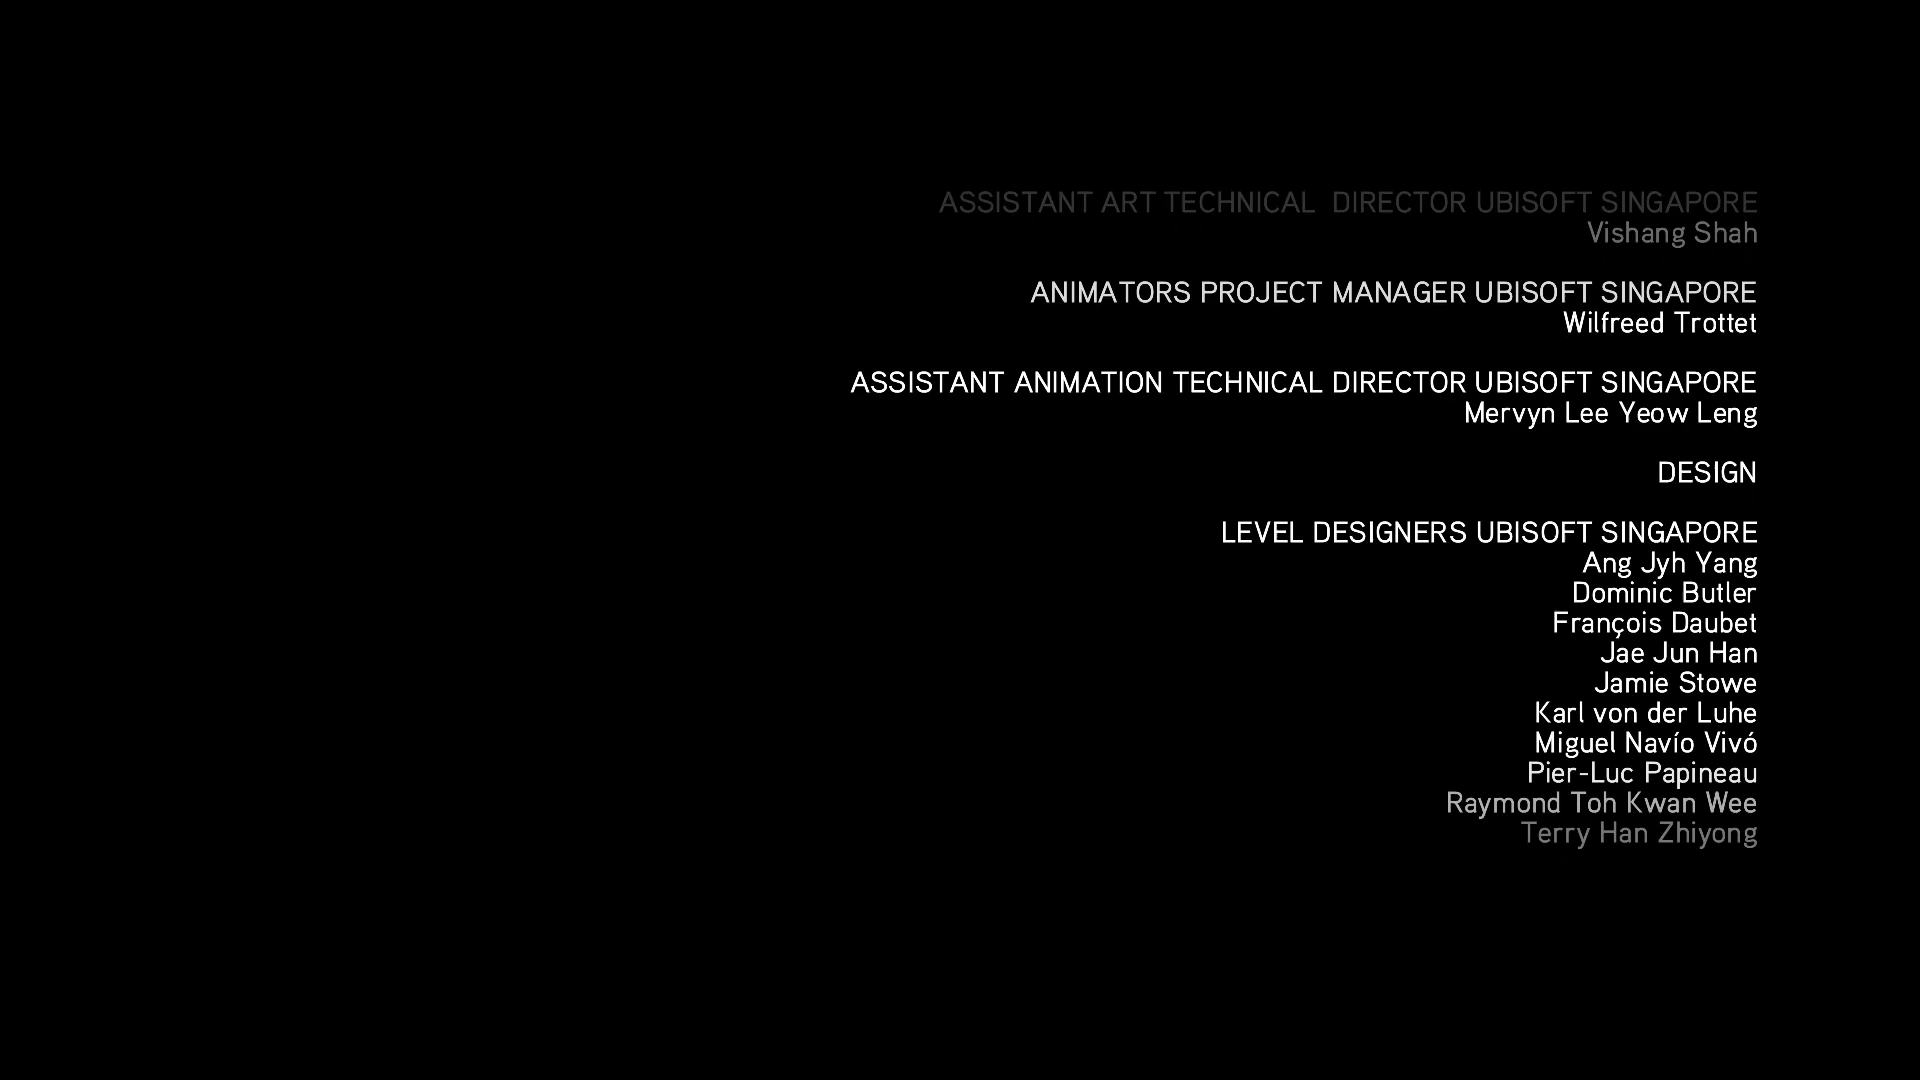 ASSISTANT ART TECHNICAL  DIRECTOR UBISOFT SINGAPORE
Vishang Shah
ANIMATORS PROJECT MANAGER UBISOFT SINGAPORE
Wilfreed Trottet
ASSISTANT ANIMATION TECHNICAL DIRECTOR UBISOFT SINGAPORE
Mervyn Lee Yeow Leng
DESIGN
LEVEL DESIGNERS UBISOFT SINGAPORE
Ang Jyh Yang
Dominic Butler
François Daubet
Jae Jun Han
Jamie Stowe
Karl von der Luhe
Miguel Navío Vivó
Pier-Luc Papineau
Raymond Toh Kwan Wee
Terry Han Zhiyong